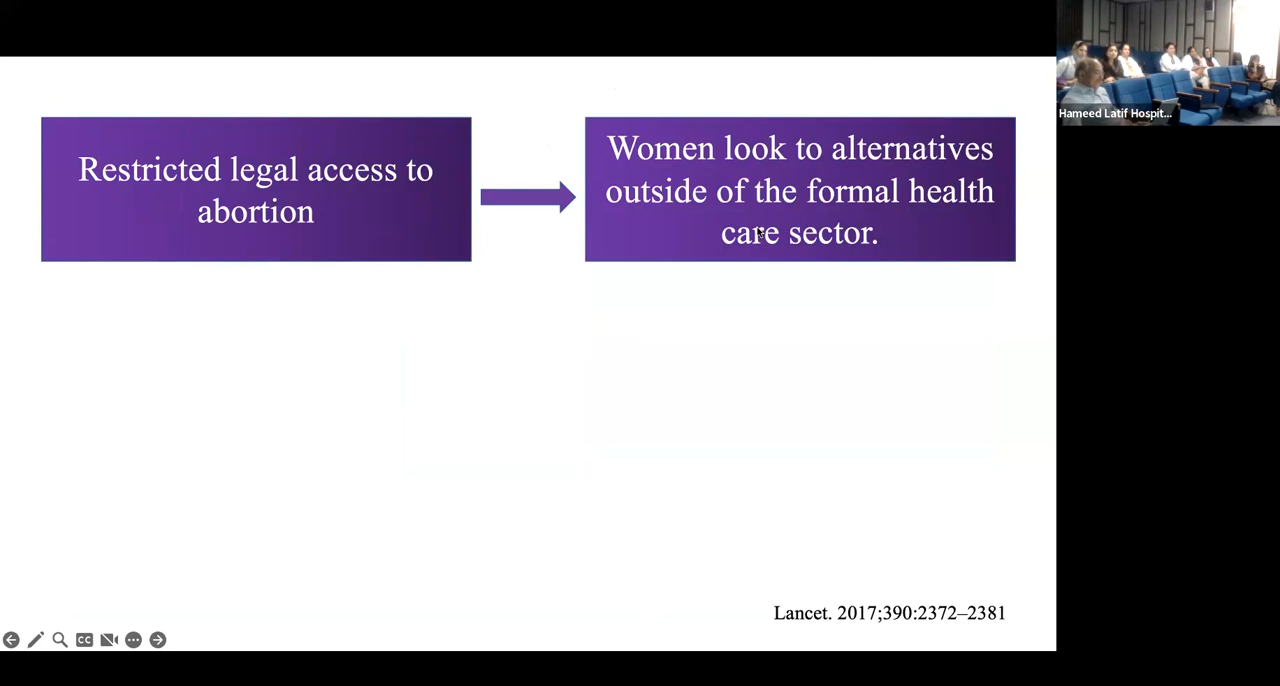 Restricted legal access to
abortion
Women look to alternatives
outside of the formal health
care sector.
Hameed Latif Hospit...
Lancet. 2017;390:2372–2381
CC